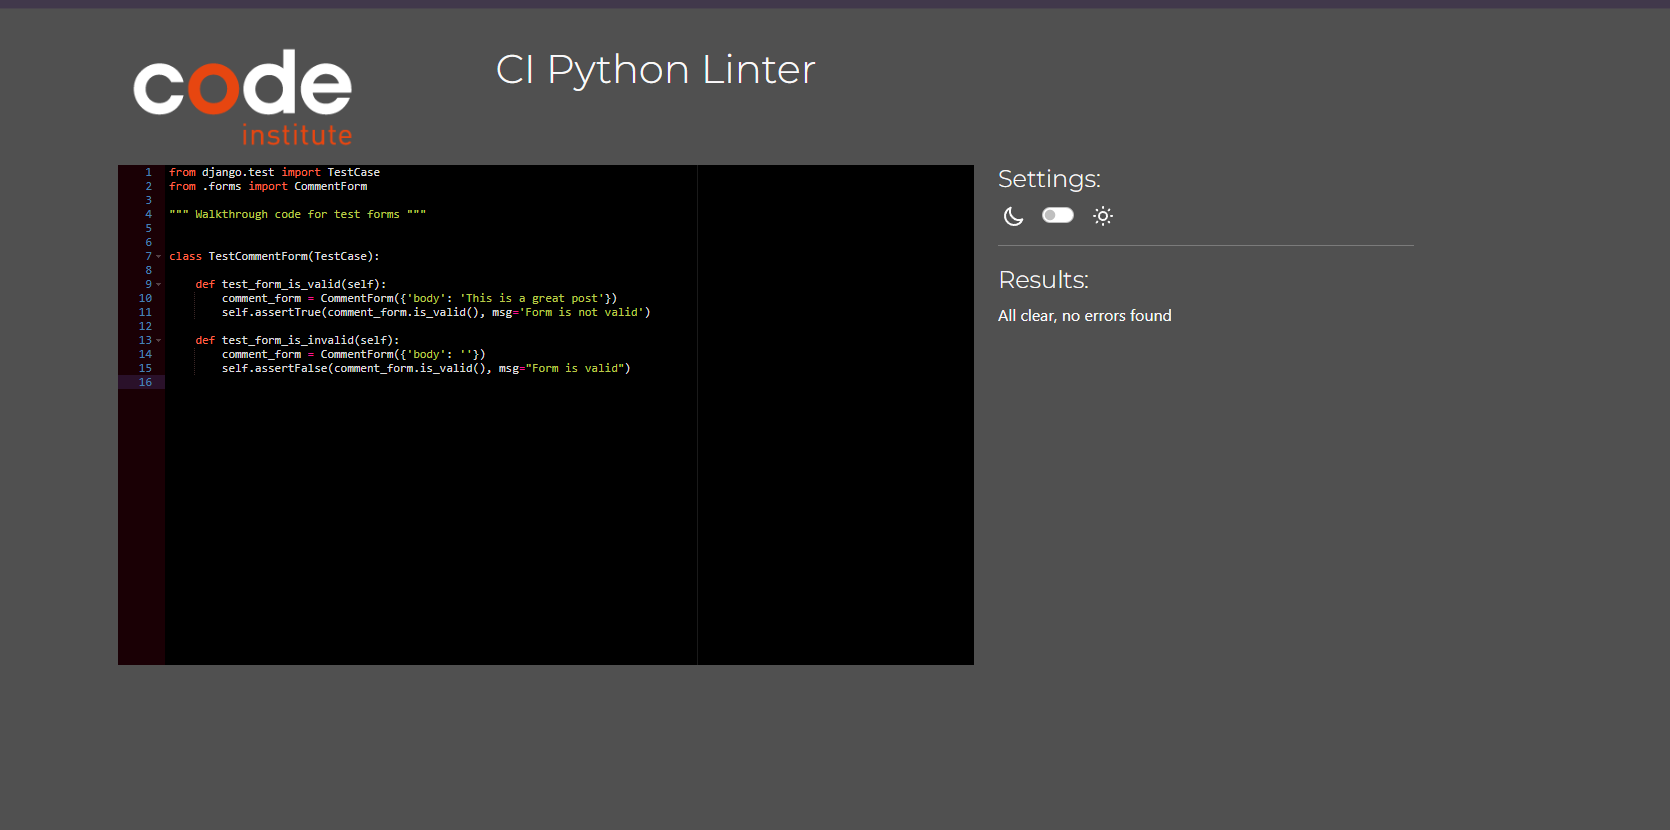 code
institute
CI Python Linter
1 from django.test import TestCase
2 from .forms import CommentForm
3
4 """ Walkthrough code for test forms """
5
6
7 class TestCommentForm(TestCase):
8
9     def test_form_is_valid(self):
10         comment_form = CommentForm({'body': 'This is a great post'})
11         self.assertTrue(comment_form.is_valid(), msg='Form is not valid')
12
13     def test_form_is_invalid(self):
14         comment_form = CommentForm({'body': ''})
15         self.assertFalse(comment_form.is_valid(), msg="Form is valid")
16
Settings:
Results:
All clear, no errors found